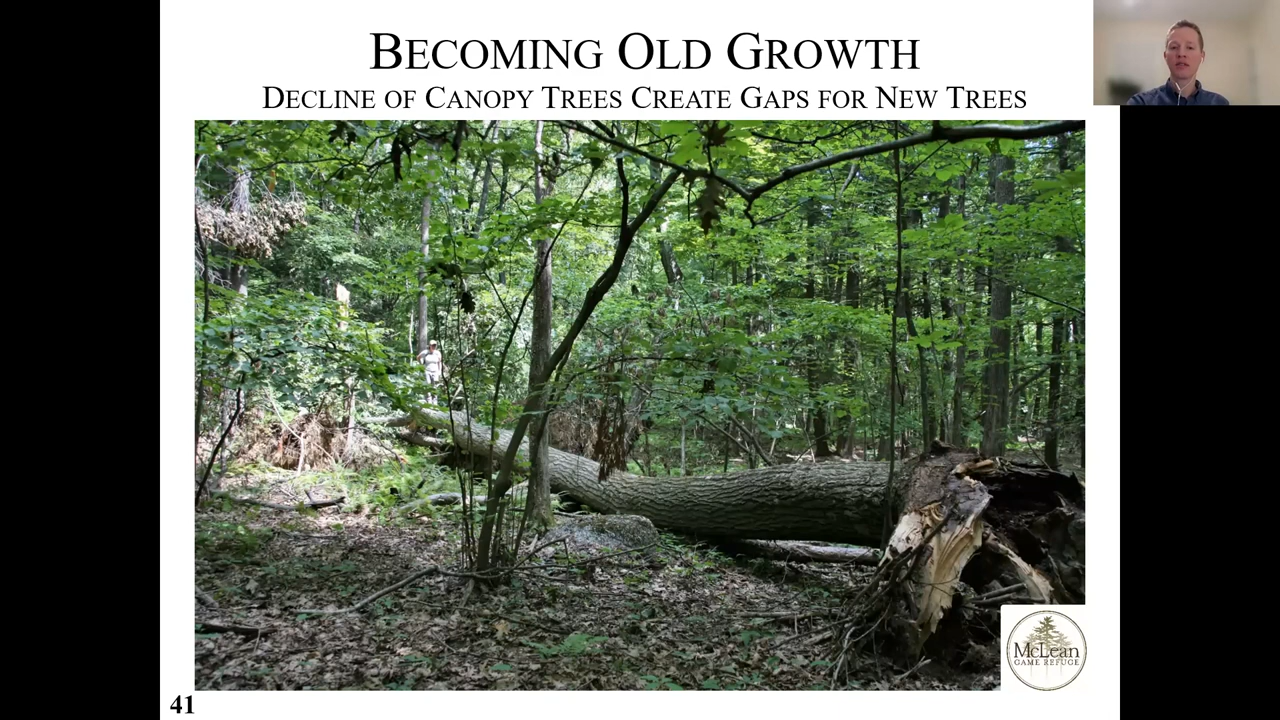 BECOMING OLD GROWTH
DECLINE OF CANOPY TREES CREATE GAPS FOR NEW TREES
McLean
GAME REFUGE
41